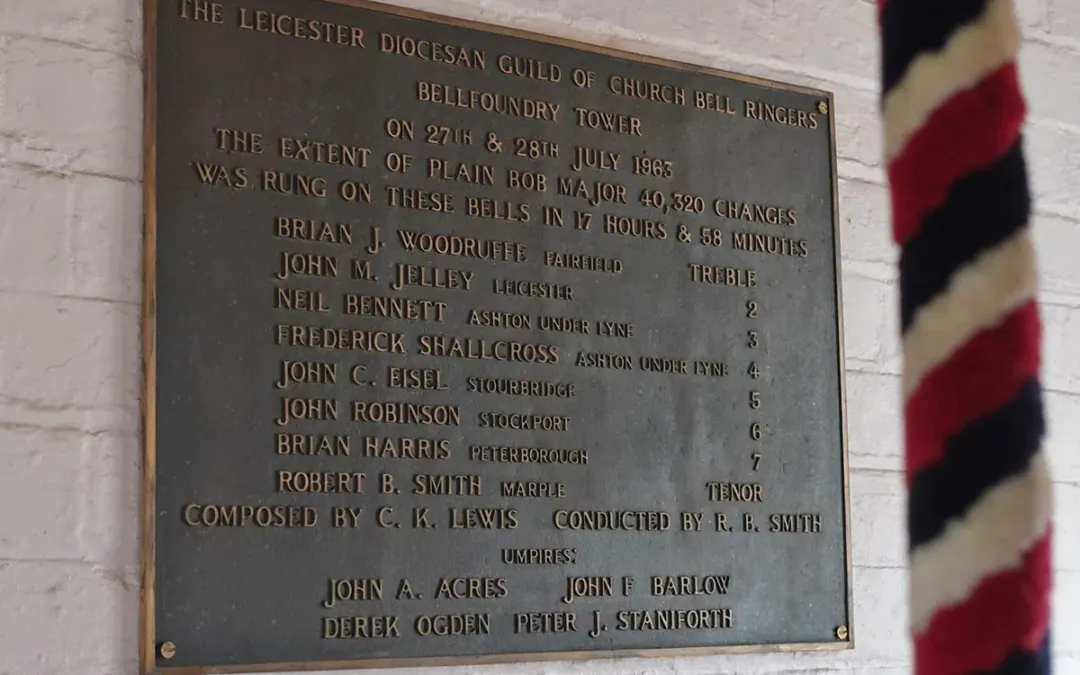 THE LEICESTER DIOCESAN GUILD OF CHURCH BELL RINGERS
BELLFOUNDRY TOWER
ON 27TH & 28TH JULY 1963
THE EXTENT OF PLAIN BOB MAJOR 40,320 CHANGES
WAS RUNG ON THESE BELLS IN 17 HOURS & 58 MINUTES
BRIAN J. WOODRUFFE FAIRFIELD TREBLE
JOHN M. JELLEY LEICESTER 2
NEIL BENNETT ASHTON UNDER LYNE 3
FREDERICK SHALLCROSS ASHTON UNDER LYNE 4
JOHN C. EISEL STOURBRIDGE 5
JOHN ROBINSON STOCKPORT 6
BRIAN HARRIS PETERBOROUGH 7
ROBERT B. SMITH MARPLE TENOR
COMPOSED BY C. K. LEWIS CONDUCTED BY R. B. SMITH
UMPIRES:
JOHN A. ACRES JOHN F BARLOW
DEREK OGDEN PETER J. STANIFORTH